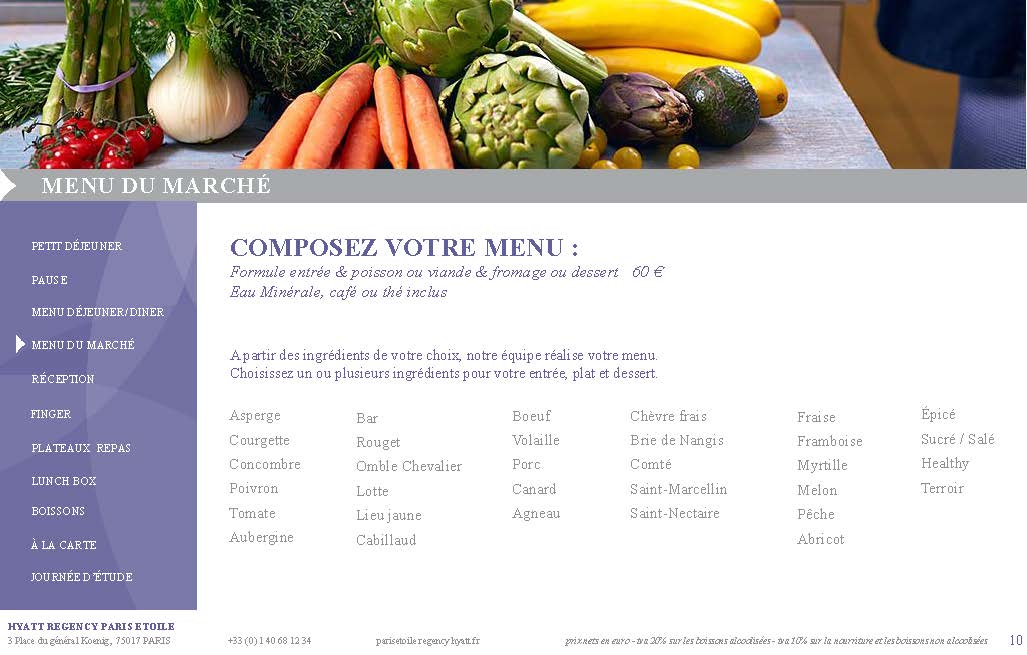 MENU DU MARCHÉ
PETIT DÉJEUNER
PAUSE
MENU DÉJEUNER/DINER
MENU DU MARCHÉ
RÉCEPTION
FINGER
PLATEAUX REPAS
LUNCH BOX
BOISSONS
À LA CARTE
JOURNÉE D'ÉTUDE
COMPOSEZ VOTRE MENU :
Formule entrée & poisson ou viande & fromage ou dessert 60 €
Eau Minérale, café ou thé inclus
A partir des ingrédients de votre choix, notre équipe réalise votre menu.
Choisissez un ou plusieurs ingrédients pour votre entrée, plat et dessert.
Asperge
Courgette
Concombre
Poivron
Tomate
Aubergine
Bar
Rouget
Omble Chevalier
Lotte
Lieu jaune
Cabillaud
Boeuf
Volaille
Porc
Canard
Agneau
Chèvre frais
Brie de Nangis
Comté
Saint-Marcellin
Saint-Nectaire
Fraise
Framboise
Myrtille
Melon
Pêche
Abricot
Épicé
Sucré / Salé
Healthy
Terroir
HYATT REGENCY PARIS ETOILE
3 Place du général Koenig, 75017 PARIS
+33 (0) 1 40 68 12 34
parisetoile.regency.hyatt.fr
prix nets en euro - tva 20% sur les boissons alcoolisées - tva 10% sur la nourriture et les boissons non alcoolisées
10